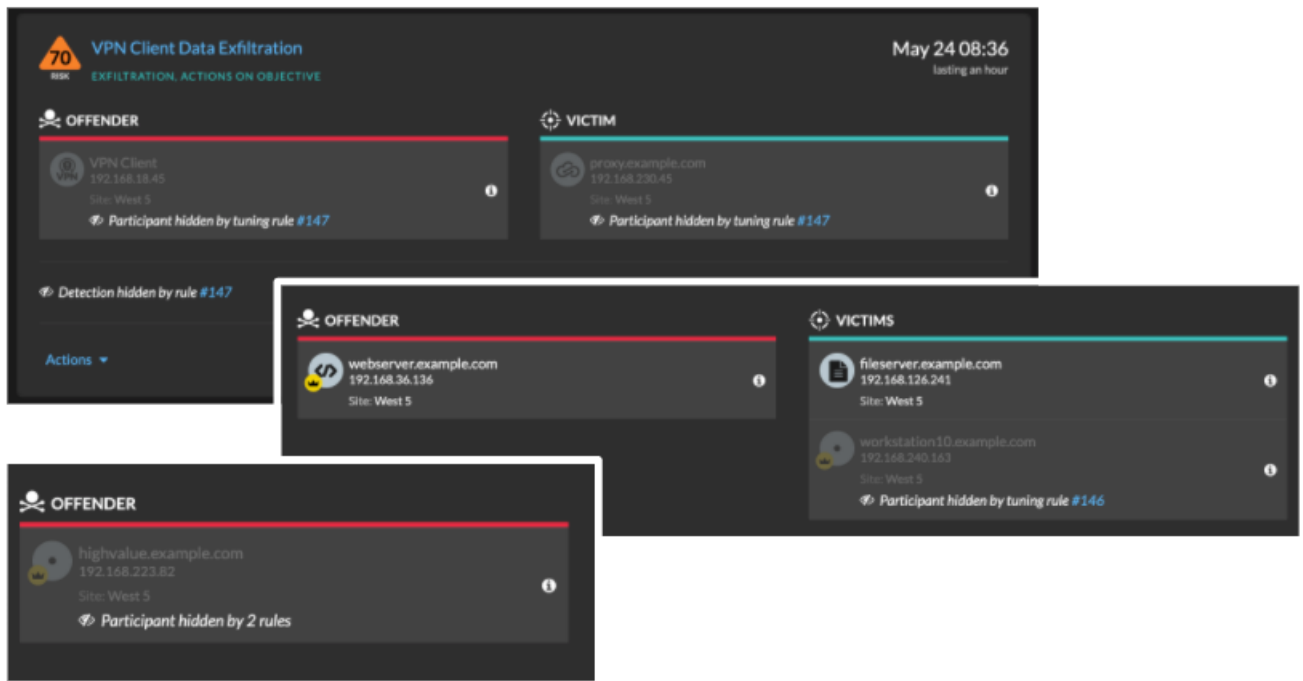 70
RISK
VPN Client Data Exfiltration
EXFILTRATION, ACTIONS ON OBJECTIVE
May 24 08:36
lasting an hour
OFFENDER
VPN
VPN Client
192.168.18.45
Site: West 5
Participant hidden by tuning rule #147
VICTIM
proxy.example.com
192.168.230.45
Site: West 5
Participant hidden by tuning rule #147
Detection hidden by rule #147
Actions
OFFENDER
webserver.example.com
192.168.36.136
Site: West 5
VICTIMS
fileserver.example.com
192.168.126.241
Site: West 5
workstation10.example.com
192.168.240.163
Site: West 5
Participant hidden by tuning rule #146
OFFENDER
highvalue.example.com
192.168.223.82
Site: West 5
Participant hidden by 2 rules